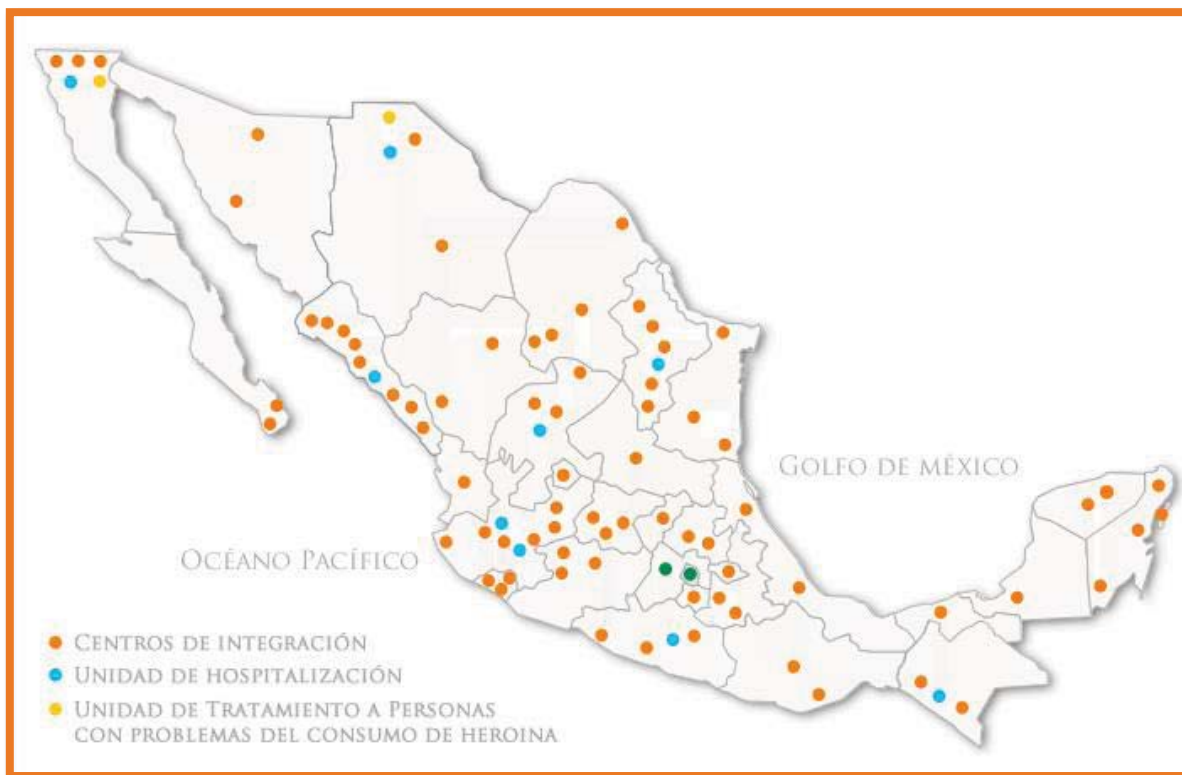 GOLFO DE MÉXICO
OCÉANO PACÍFICO
CENTROS DE INTEGRACIÓN
UNIDAD DE HOSPITALIZACIÓN
UNIDAD DE TRATAMIENTO A PERSONAS
CON PROBLEMAS DEL CONSUMO DE HEROINA